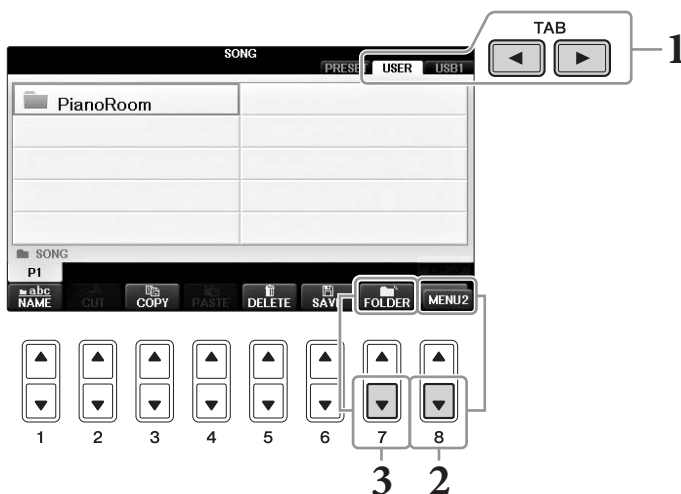 TAB
1
SONG
PRESET USER USB1
PianoRoom
SONG
P1
abc
NAME CUT COPY PASTE DELETE SAVE FOLDER MENU2
1 2 3 4 5 6 7 8
3 2